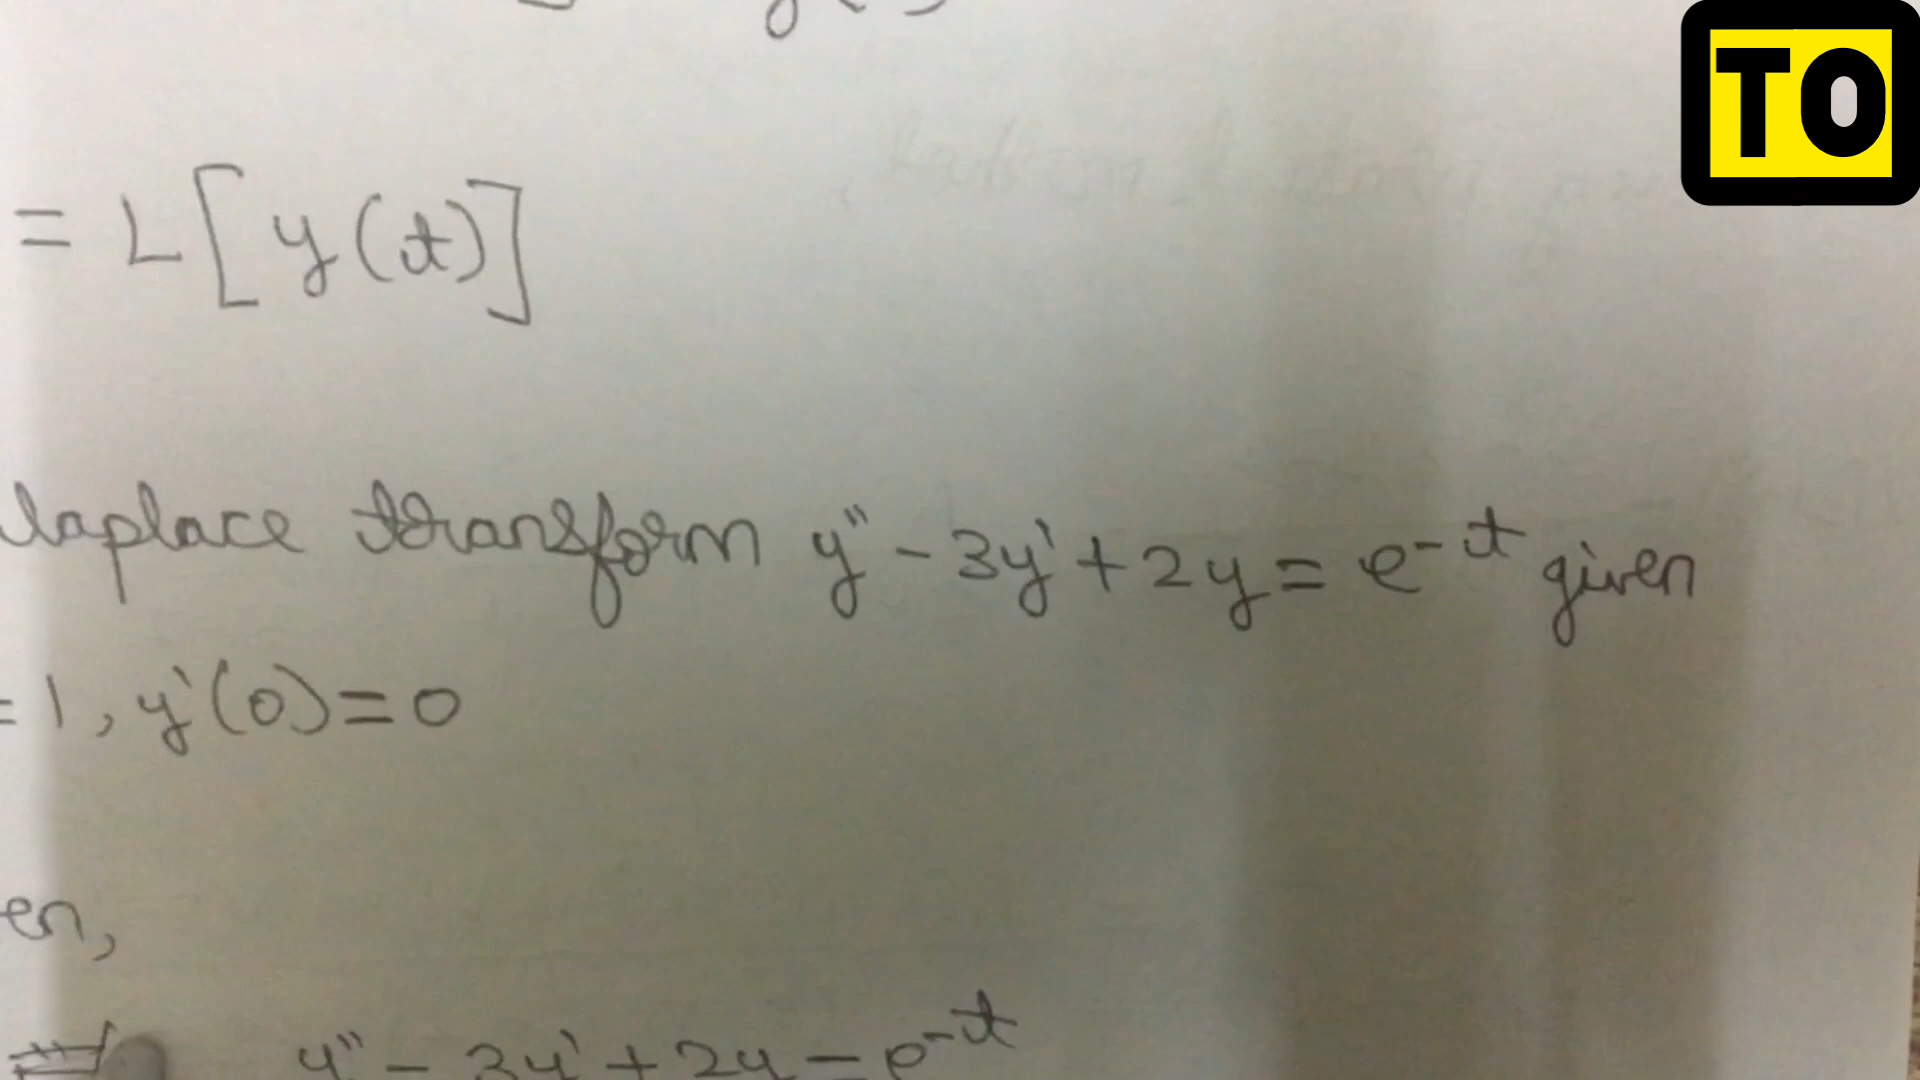 TO
= L[y(t)]
laplace transform y'' - 3y' + 2y = e^-t given
= 1, y'(0) = 0
en,
y'' - 3y' + 2y = e^-t